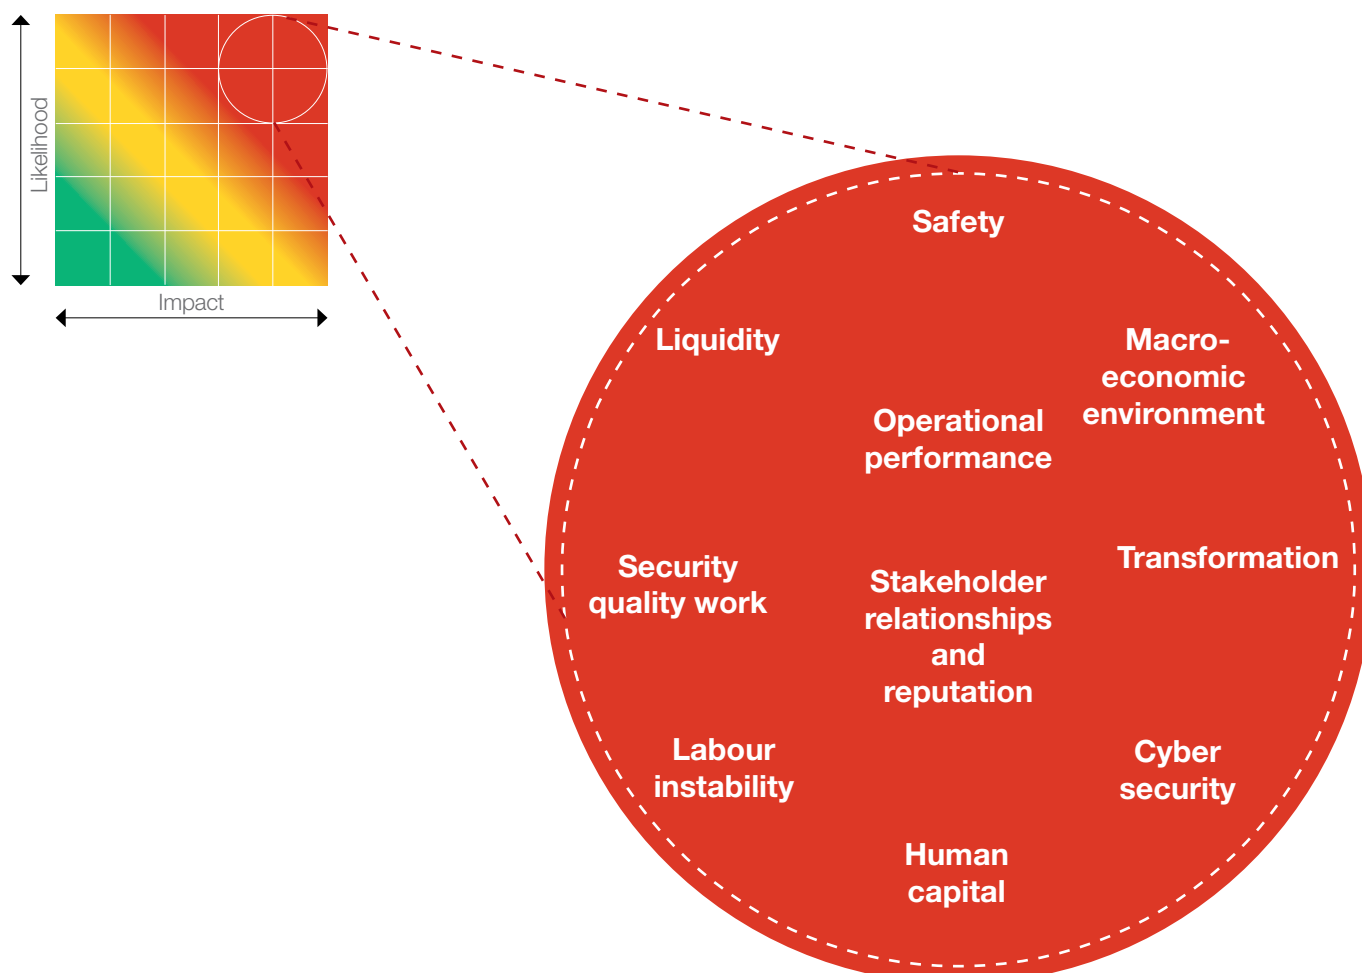 Likelihood
Impact
Safety
Liquidity
Macro-
economic
environment
Operational
performance
Security
quality work
Stakeholder
relationships
and
reputation
Transformation
Labour
instability
Cyber
security
Human
capital